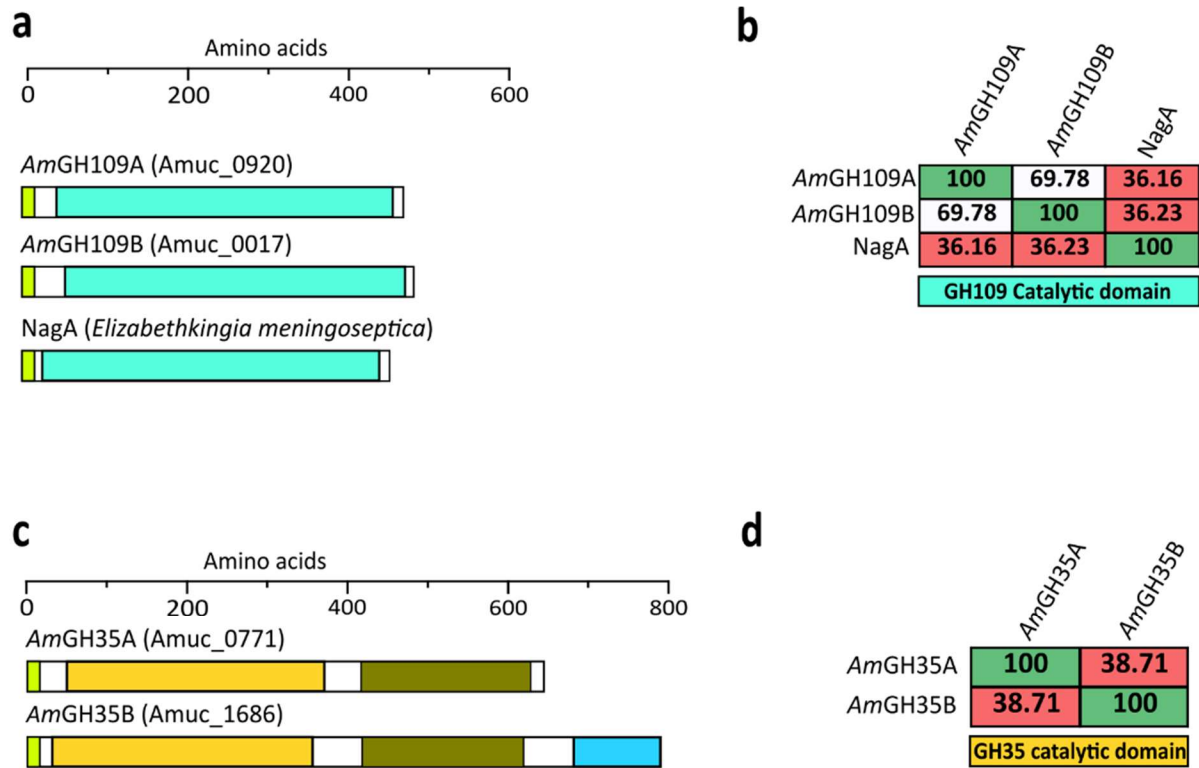 a
Amino acids
0 200 400 600
AmGH109A (Amuc_0920)
AmGH109B (Amuc_0017)
NagA (Elizabethkingia meningoseptica)
b
AmGH109A AmGH109B NagA
AmGH109A 100 69.78 36.16
AmGH109B 69.78 100 36.23
NagA 36.16 36.23 100
GH109 Catalytic domain
c
Amino acids
0 200 400 600 800
AmGH35A (Amuc_0771)
AmGH35B (Amuc_1686)
d
AmGH35A AmGH35B
AmGH35A 100 38.71
AmGH35B 38.71 100
GH35 catalytic domain